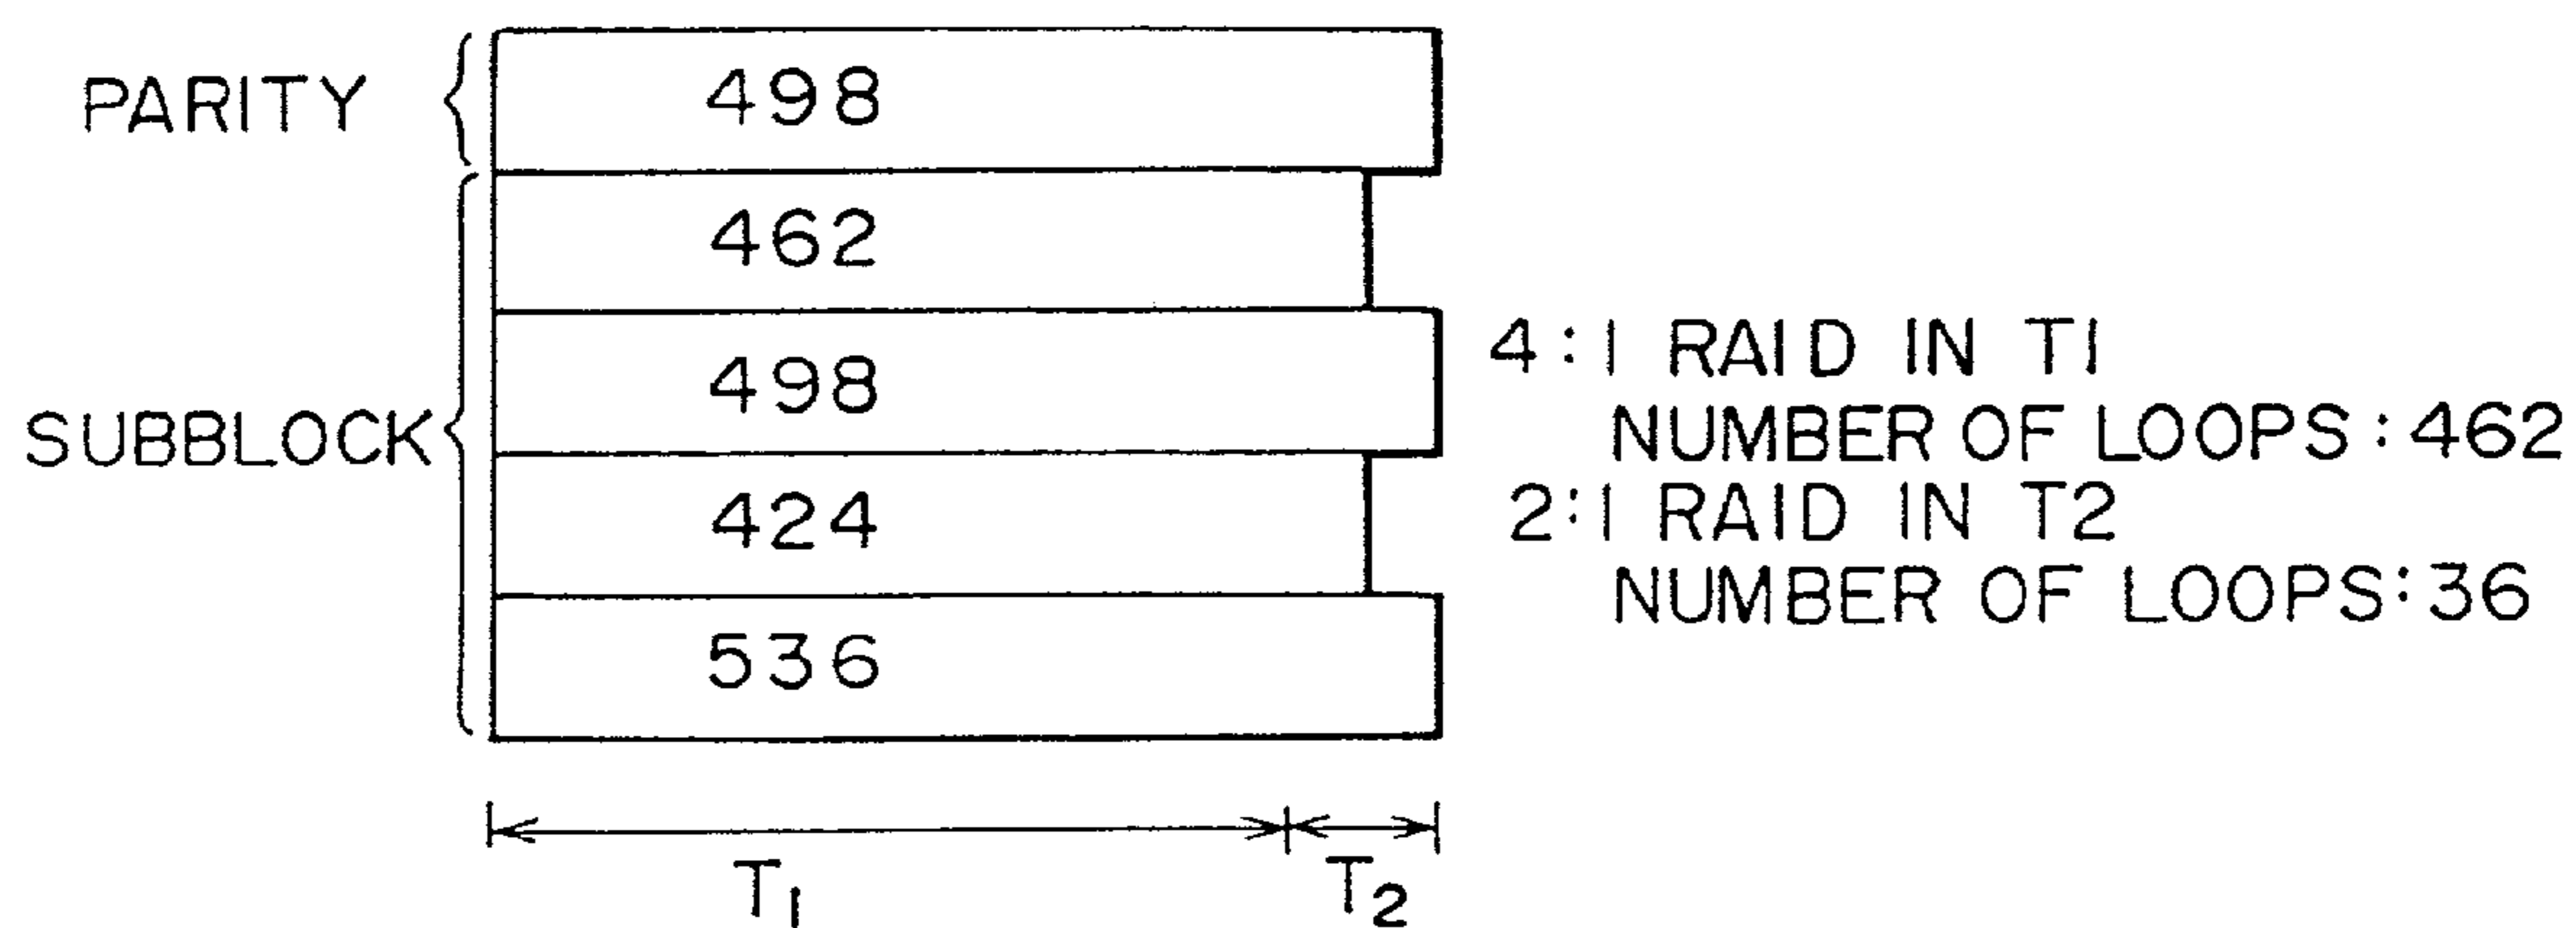 PARITY
498
462
498
424
536
SUBBLOCK
4:1 RAID IN T1
NUMBER OF LOOPS:462
2:1 RAID IN T2
NUMBER OF LOOPS:36
T1
T2